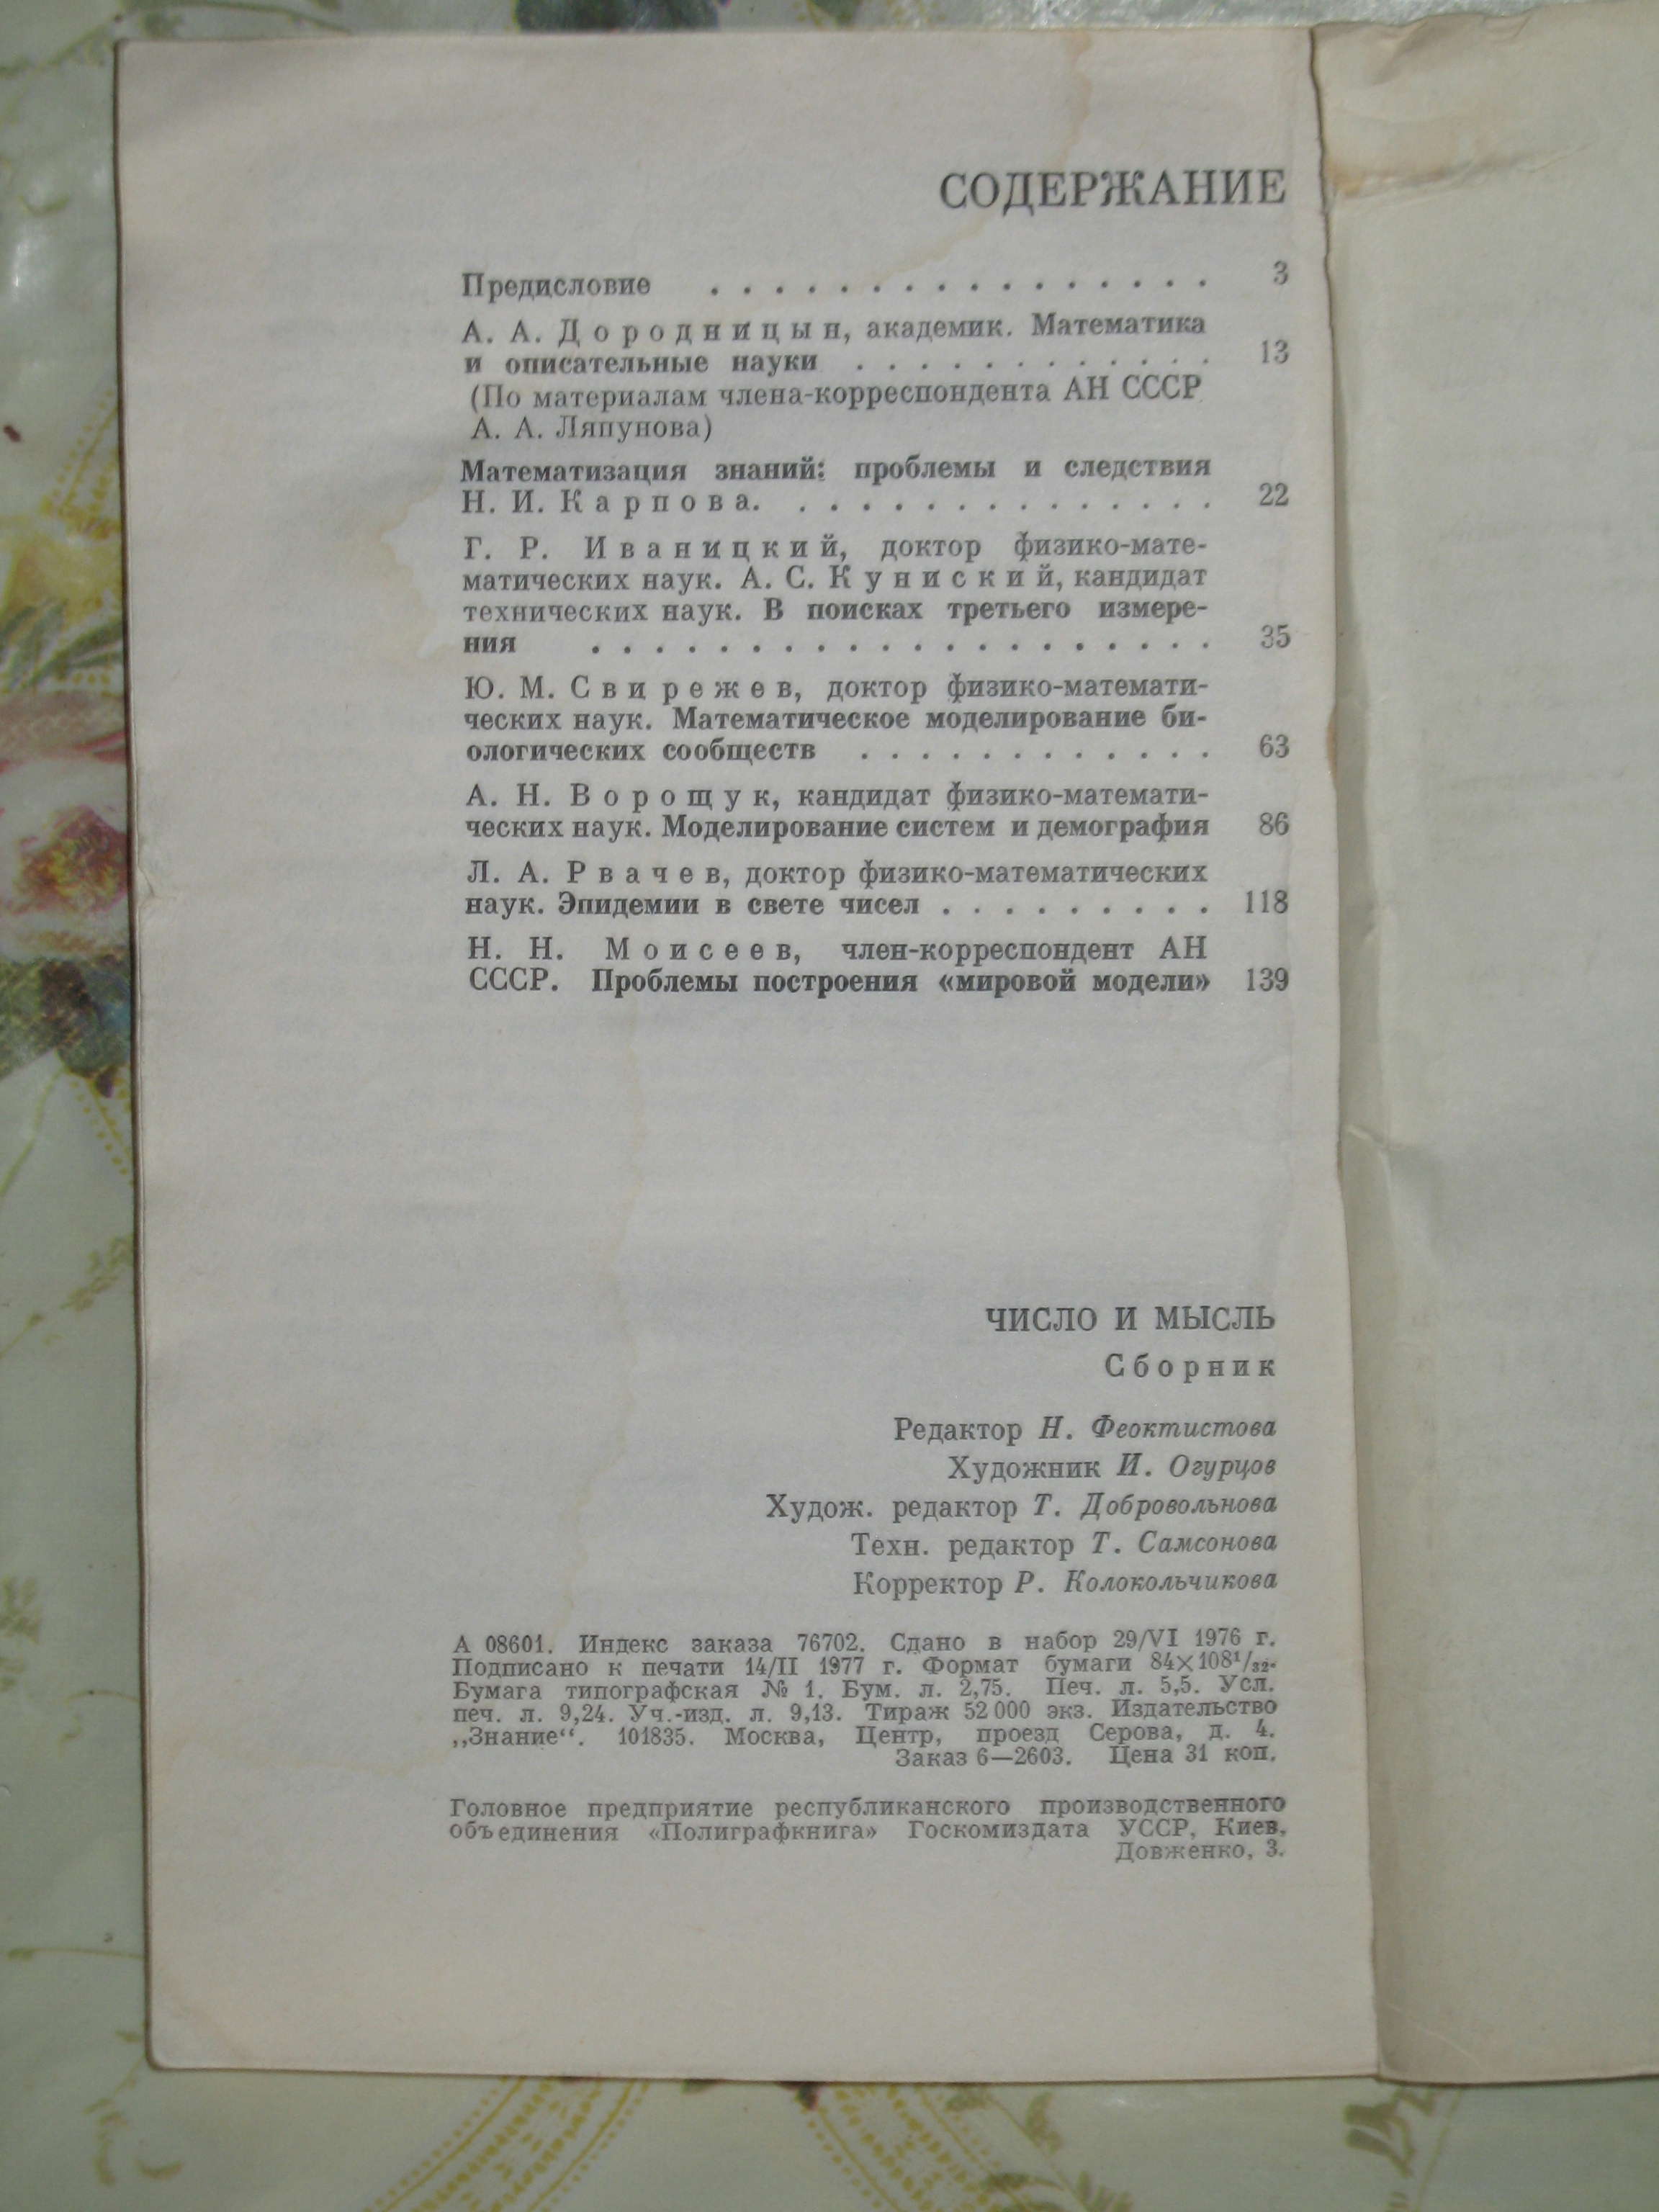 СОДЕРЖАНИЕ
Предисловие . . . . . . . . . . . . . . . . 3
А. А. Дородницын, академик. Математика
и описательные науки . . . . . . . . . . . . 13
(По материалам члена-корреспондента АН СССР
А. А. Ляпунова)
Математизация знаний: проблемы и следствия
Н. И. Карпова. . . . . . . . . . . . . . . 22
Г. Р. Иваницкий, доктор физико-мате-
матических наук. А. С. Куниский, кандидат
технических наук. В поисках третьего измере-
ния . . . . . . . . . . . . . . . . . . . 35
Ю. М. Свирежев, доктор физико-математи-
ческих наук. Математическое моделирование би-
ологических сообществ . . . . . . . . . . . 63
А. Н. Ворощук, кандидат физико-математи-
ческих наук. Моделирование систем и демография 86
Л. А. Рвачев, доктор физико-математических
наук. Эпидемии в свете чисел . . . . . . . . . 118
Н. Н. Моисеев, член-корреспондент АН
СССР. Проблемы построения «мировой модели» 139
ЧИСЛО И МЫСЛЬ
Сборник
Редактор Н. Феоктистова
Художник И. Огурцов
Худож. редактор Т. Добровольнова
Техн. редактор Т. Самсонова
Корректор Р. Колокольчикова
А 08601. Индекс заказа 76702. Сдано в набор 29/VI 1976 г.
Подписано к печати 14/II 1977 г. Формат бумаги 84×108¹/₃₂.
Бумага типографская № 1. Бум. л. 2,75. Печ. л. 5,5. Усл.
печ. л. 9,24. Уч.-изд. л. 9,13. Тираж 52 000 экз. Издательство
„Знание“. 101835. Москва, Центр, проезд Серова, д. 4.
Заказ 6—2603. Цена 31 коп.
Головное предприятие республиканского производственного
объединения «Полиграфкнига» Госкомиздата УССР, Киев,
Довженко, 3.